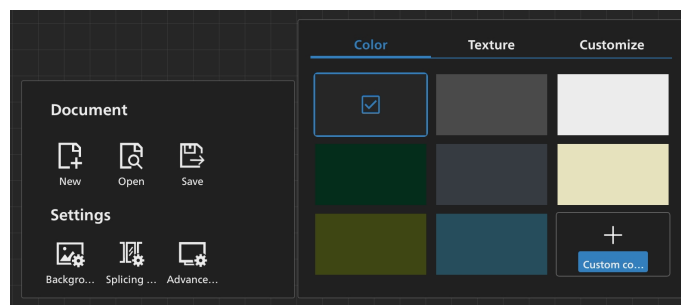 Color Texture Customize
Document
New Open Save
Settings
Backgro... Splicing ... Advance...
Custom co...